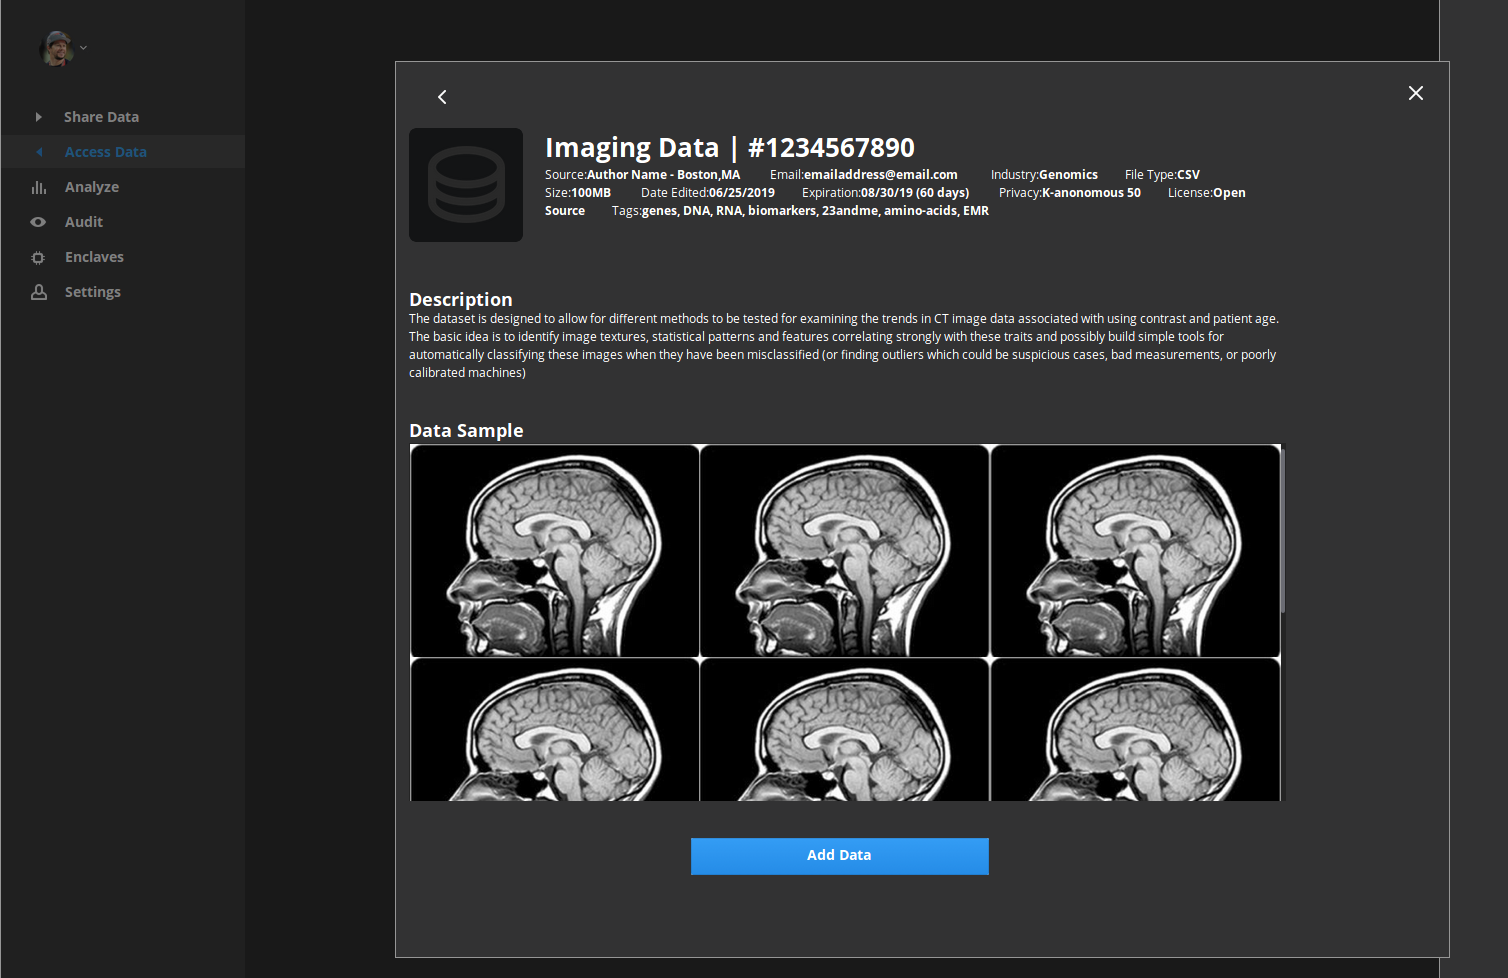 Share Data
Access Data
Analyze
Audit
Enclaves
Settings
Imaging Data | #1234567890
Source:Author Name - Boston,MA Email:emailaddress@email.com Industry:Genomics File Type:CSV
Size:100MB Date Edited:06/25/2019 Expiration:08/30/19 (60 days) Privacy:K-anonomous 50 License:Open
Source Tags:genes, DNA, RNA, biomarkers, 23andme, amino-acids, EMR
Description
The dataset is designed to allow for different methods to be tested for examining the trends in CT image data associated with using contrast and patient age.
The basic idea is to identify image textures, statistical patterns and features correlating strongly with these traits and possibly build simple tools for
automatically classifying these images when they have been misclassified (or finding outliers which could be suspicious cases, bad measurements, or poorly
calibrated machines)
Data Sample
Add Data